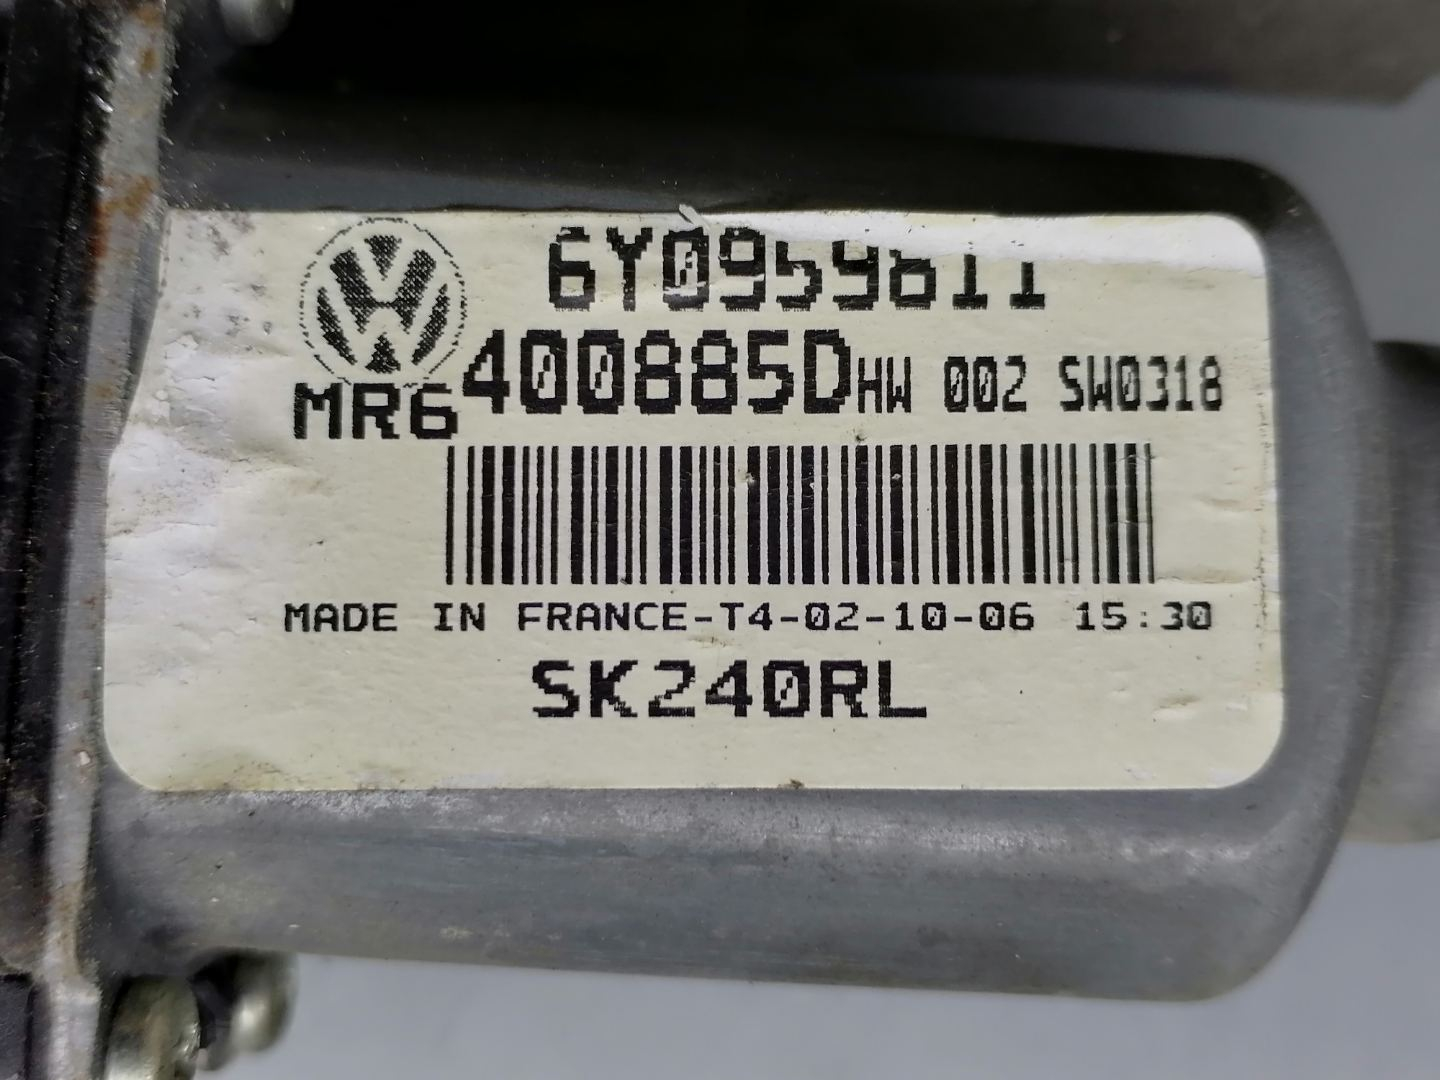 6Y0959811
400885D HW 002 SW0318
MR6
MADE IN FRANCE-T4-02-10-06 15:30
SK240RL